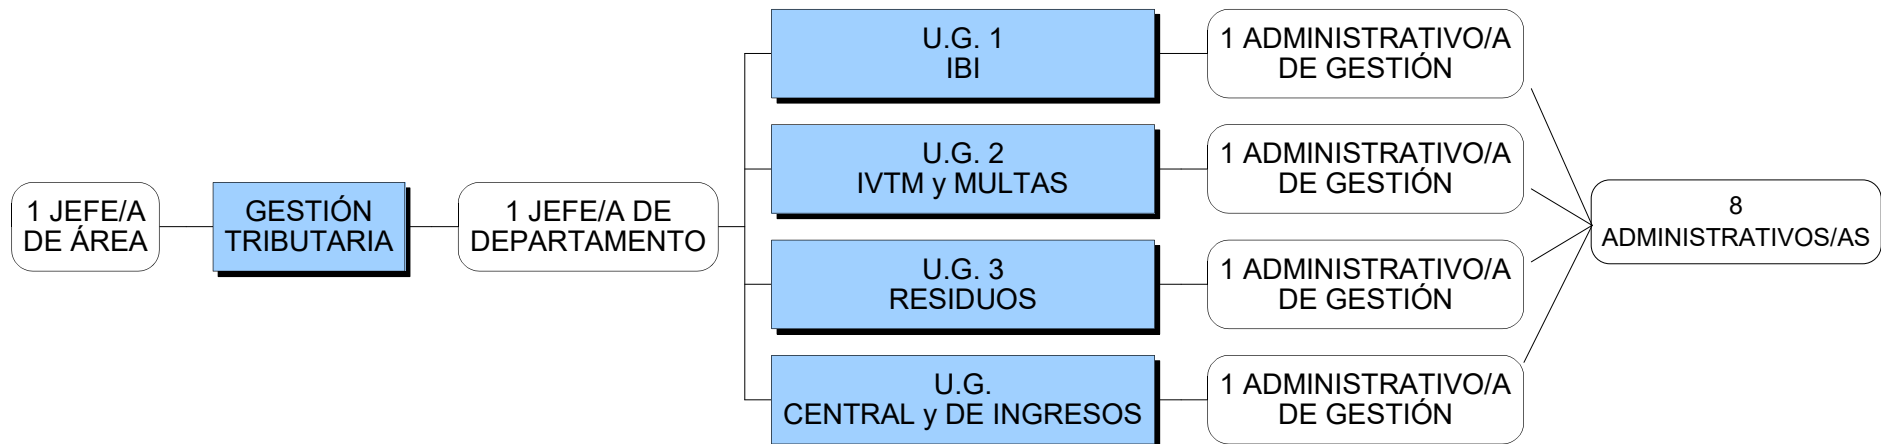 1 JEFE/A
DE ÁREA
GESTIÓN
TRIBUTARIA
1 JEFE/A DE
DEPARTAMENTO
U.G. 1
IBI
1 ADMINISTRATIVO/A
DE GESTIÓN
U.G. 2
IVTM y MULTAS
1 ADMINISTRATIVO/A
DE GESTIÓN
U.G. 3
RESIDUOS
1 ADMINISTRATIVO/A
DE GESTIÓN
U.G.
CENTRAL y DE INGRESOS
1 ADMINISTRATIVO/A
DE GESTIÓN
8
ADMINISTRATIVOS/AS